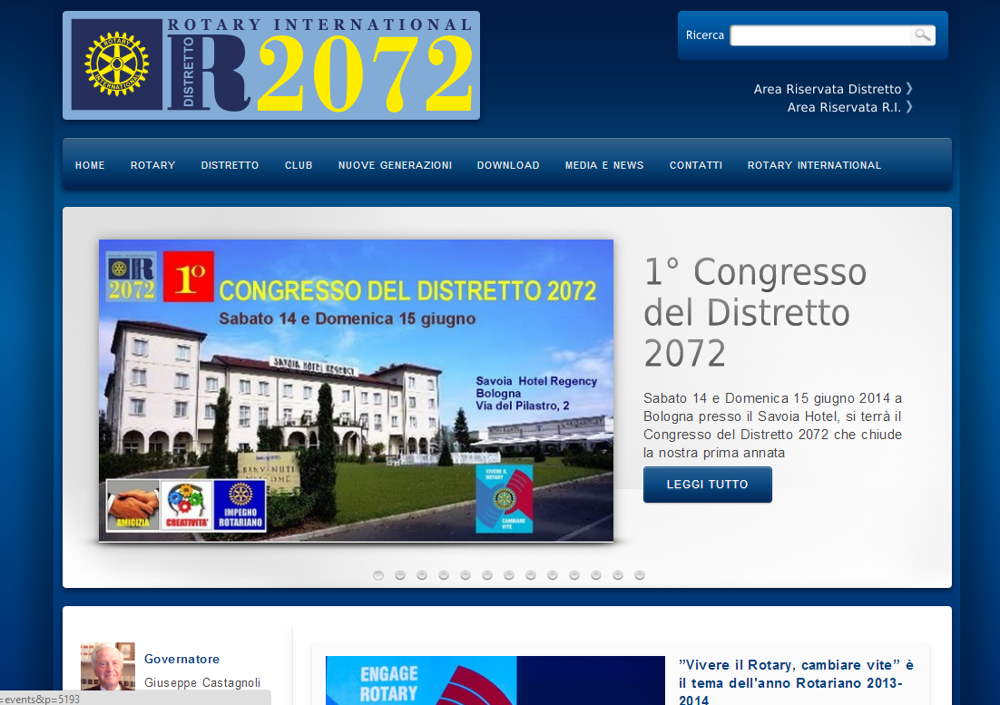 ROTARY INTERNATIONAL
DISTRETTO
R 2072
ROTARY
INTERNATIONAL
Ricerca
Area Riservata Distretto ❭
Area Riservata R.I. ❭
HOME ROTARY DISTRETTO CLUB NUOVE GENERAZIONI DOWNLOAD MEDIA E NEWS CONTATTI ROTARY INTERNATIONAL
R
2072
1º
CONGRESSO DEL DISTRETTO 2072
Sabato 14 e Domenica 15 giugno
SAVOIA HOTEL REGENCY
Savoia Hotel Regency
Bologna
Via del Pilastro, 2
BENVENUTI
AMICIZIA
CREATIVITA'
IMPEGNO
ROTARIANO
VIVERE IL
ROTARY
CAMBIARE
VITE
1° Congresso
del Distretto
2072
Sabato 14 e Domenica 15 giugno 2014 a
Bologna presso il Savoia Hotel, si terrà il
Congresso del Distretto 2072 che chiude
la nostra prima annata
LEGGI TUTTO
Governatore
Giuseppe Castagnoli
ENGAGE
ROTARY
”Vivere il Rotary, cambiare vite” è
il tema dell'anno Rotariano 2013-
2014
=events&p=5193